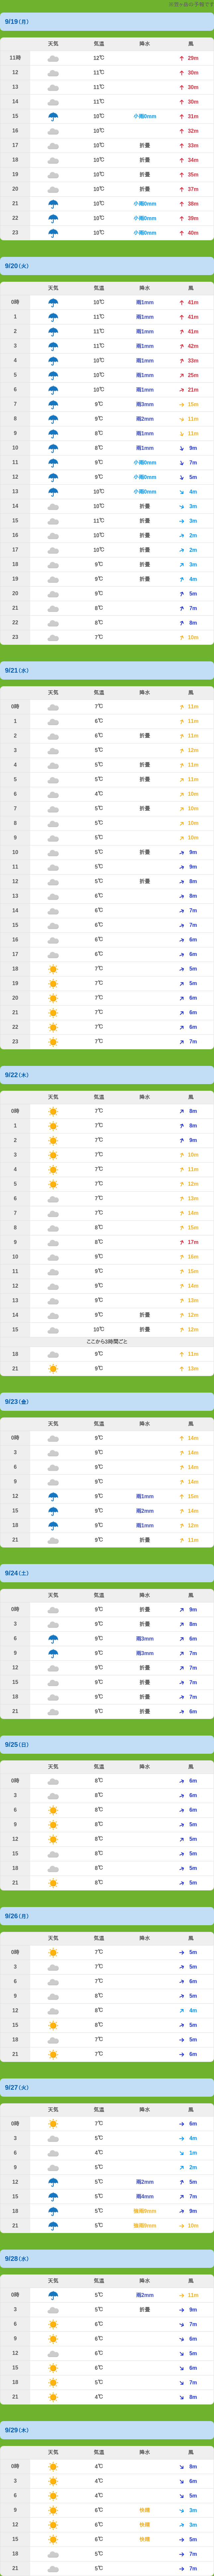 9/19(月)
天気 気温 降水 風
11時 12℃ 29m
12 11℃ 30m
13 11℃ 30m
14 11℃ 30m
15 10℃ 小雨0mm 31m
16 10℃ 32m
17 10℃ 折畳 33m
18 10℃ 折畳 34m
19 10℃ 折畳 35m
20 10℃ 折畳 37m
21 10℃ 小雨0mm 38m
22 10℃ 小雨0mm 39m
23 10℃ 小雨0mm 40m
9/20(火)
天気 気温 降水 風
0時 10℃ 雨1mm 41m
1 11℃ 雨1mm 41m
2 11℃ 雨1mm 41m
3 11℃ 雨1mm 42m
4 10℃ 雨1mm 33m
5 10℃ 雨1mm 25m
6 10℃ 雨1mm 21m
7 9℃ 雨3mm 15m
8 9℃ 雨2mm 11m
9 8℃ 雨1mm 11m
10 8℃ 雨1mm 9m
11 9℃ 小雨0mm 7m
12 9℃ 小雨0mm 5m
13 10℃ 小雨0mm 4m
14 10℃ 折畳 3m
15 11℃ 折畳 3m
16 10℃ 折畳 2m
17 10℃ 折畳 2m
18 9℃ 折畳 3m
19 9℃ 折畳 4m
20 9℃ 5m
21 8℃ 7m
22 8℃ 8m
23 7℃ 10m
9/21(水)
天気 気温 降水 風
0時 7℃ 11m
1 6℃ 11m
2 6℃ 折畳 11m
3 5℃ 12m
4 5℃ 折畳 11m
5 5℃ 折畳 11m
6 4℃ 10m
7 5℃ 折畳 10m
8 5℃ 10m
9 5℃ 10m
10 5℃ 折畳 9m
11 5℃ 9m
12 5℃ 折畳 8m
13 6℃ 8m
14 6℃ 7m
15 6℃ 7m
16 6℃ 6m
17 6℃ 6m
18 7℃ 5m
19 7℃ 5m
20 7℃ 6m
21 7℃ 6m
22 7℃ 6m
23 7℃ 7m
9/22(木)
天気 気温 降水 風
0時 7℃ 8m
1 7℃ 8m
2 7℃ 9m
3 7℃ 10m
4 7℃ 11m
5 7℃ 12m
6 7℃ 13m
7 7℃ 14m
8 8℃ 15m
9 8℃ 17m
10 9℃ 16m
11 9℃ 15m
12 9℃ 14m
13 9℃ 13m
14 9℃ 折畳 12m
15 10℃ 折畳 12m
ここから3時間ごと
18 9℃ 11m
21 9℃ 13m
9/23(金)
天気 気温 降水 風
0時 9℃ 14m
3 9℃ 14m
6 9℃ 14m
9 9℃ 14m
12 9℃ 雨1mm 15m
15 9℃ 雨2mm 14m
18 9℃ 雨1mm 12m
21 9℃ 折畳 11m
9/24(土)
天気 気温 降水 風
0時 9℃ 折畳 9m
3 9℃ 折畳 8m
6 9℃ 雨3mm 6m
9 9℃ 雨3mm 7m
12 9℃ 折畳 7m
15 9℃ 折畳 7m
18 9℃ 折畳 7m
21 9℃ 折畳 6m
9/25(日)
天気 気温 降水 風
0時 8℃ 6m
3 8℃ 6m
6 8℃ 6m
9 8℃ 5m
12 8℃ 5m
15 8℃ 5m
18 8℃ 5m
21 8℃ 5m
9/26(月)
天気 気温 降水 風
0時 7℃ 5m
3 7℃ 5m
6 7℃ 6m
9 8℃ 5m
12 8℃ 4m
15 8℃ 5m
18 7℃ 5m
21 7℃ 6m
9/27(火)
天気 気温 降水 風
0時 7℃ 6m
3 5℃ 4m
6 4℃ 1m
9 5℃ 2m
12 5℃ 雨2mm 5m
15 5℃ 雨4mm 7m
18 5℃ 9m
21 5℃ 10m
9/28(水)
天気 気温 降水 風
0時 5℃ 雨2mm 11m
3 5℃ 折畳 9m
6 6℃ 7m
9 6℃ 6m
12 6℃ 5m
15 6℃ 6m
18 5℃ 7m
21 4℃ 8m
9/29(木)
天気 気温 降水 風
0時 4℃ 8m
3 4℃ 6m
6 4℃ 5m
9 6℃ 快晴 3m
12 6℃ 快晴 3m
15 6℃ 快晴 5m
18 5℃ 7m
21 5℃ 7m